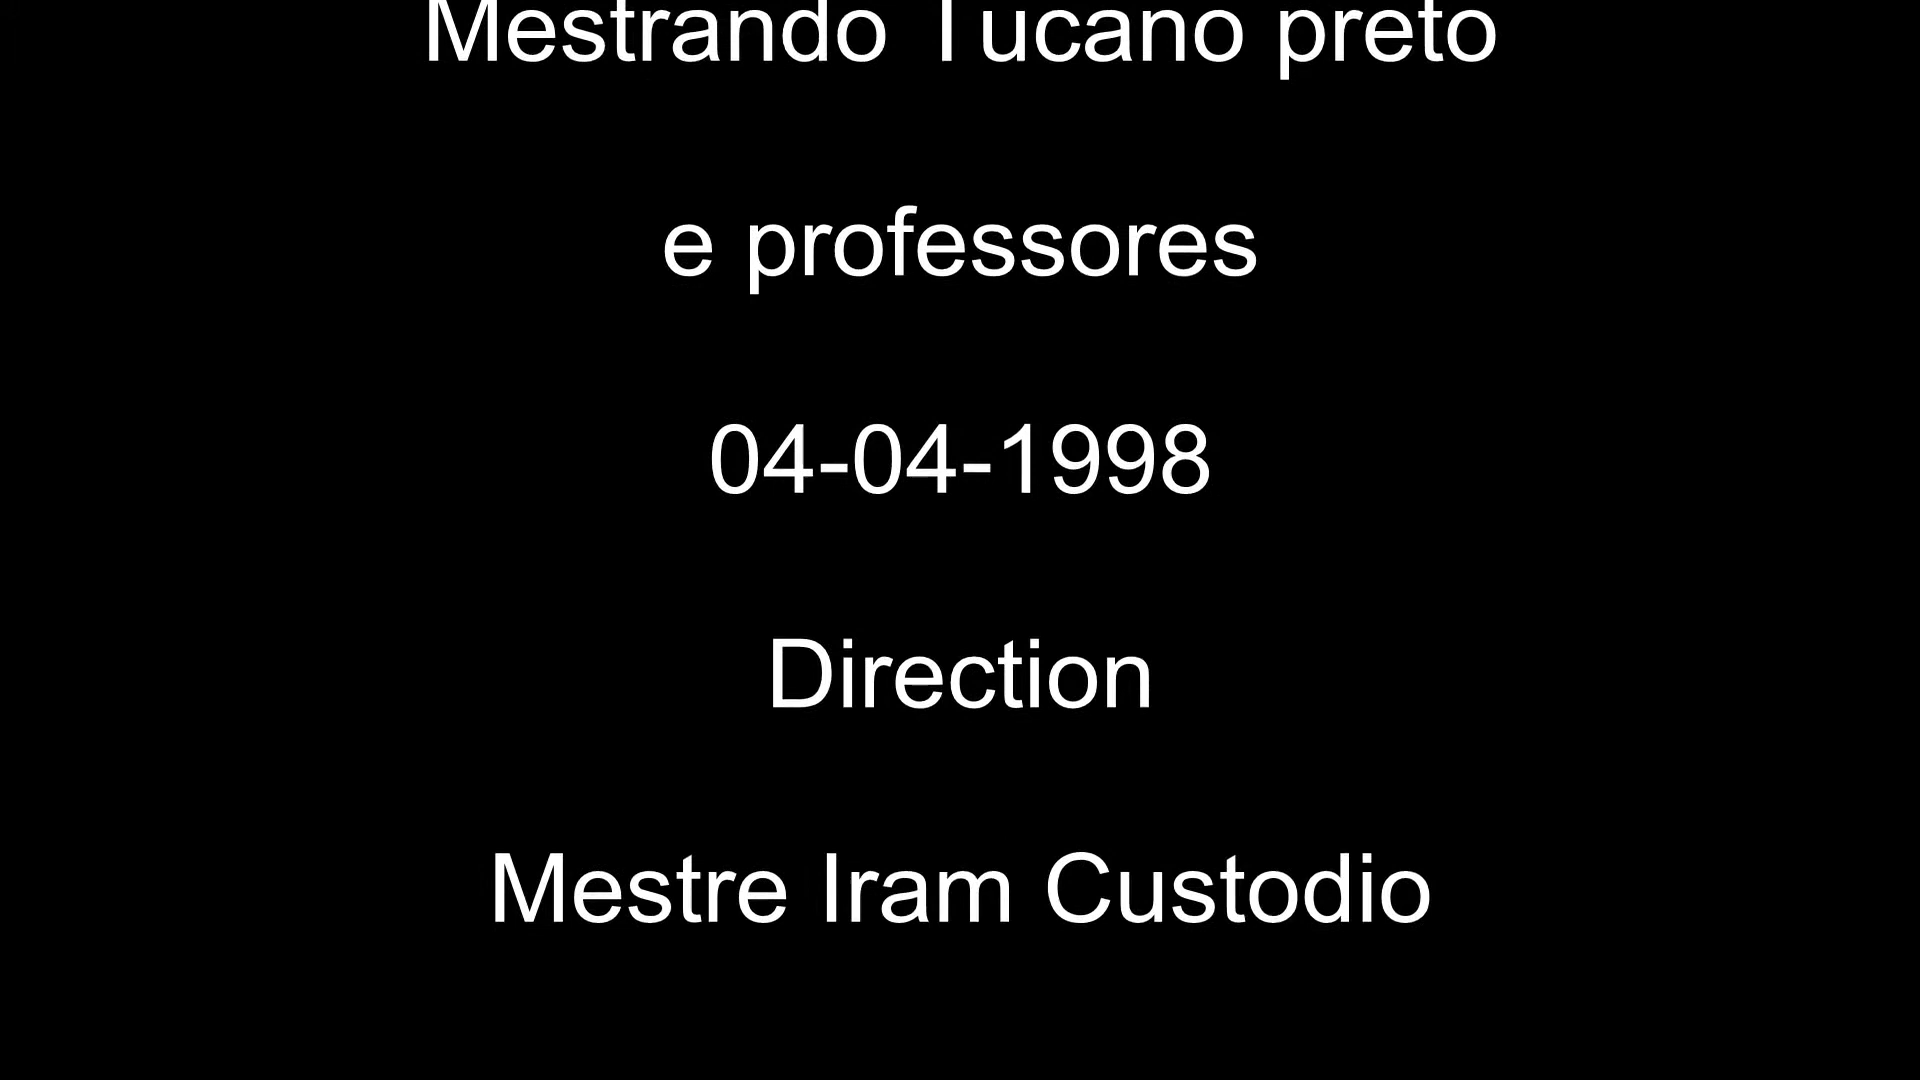 Mestrando Tucano preto
e professores
04-04-1998
Direction
Mestre Iram Custodio